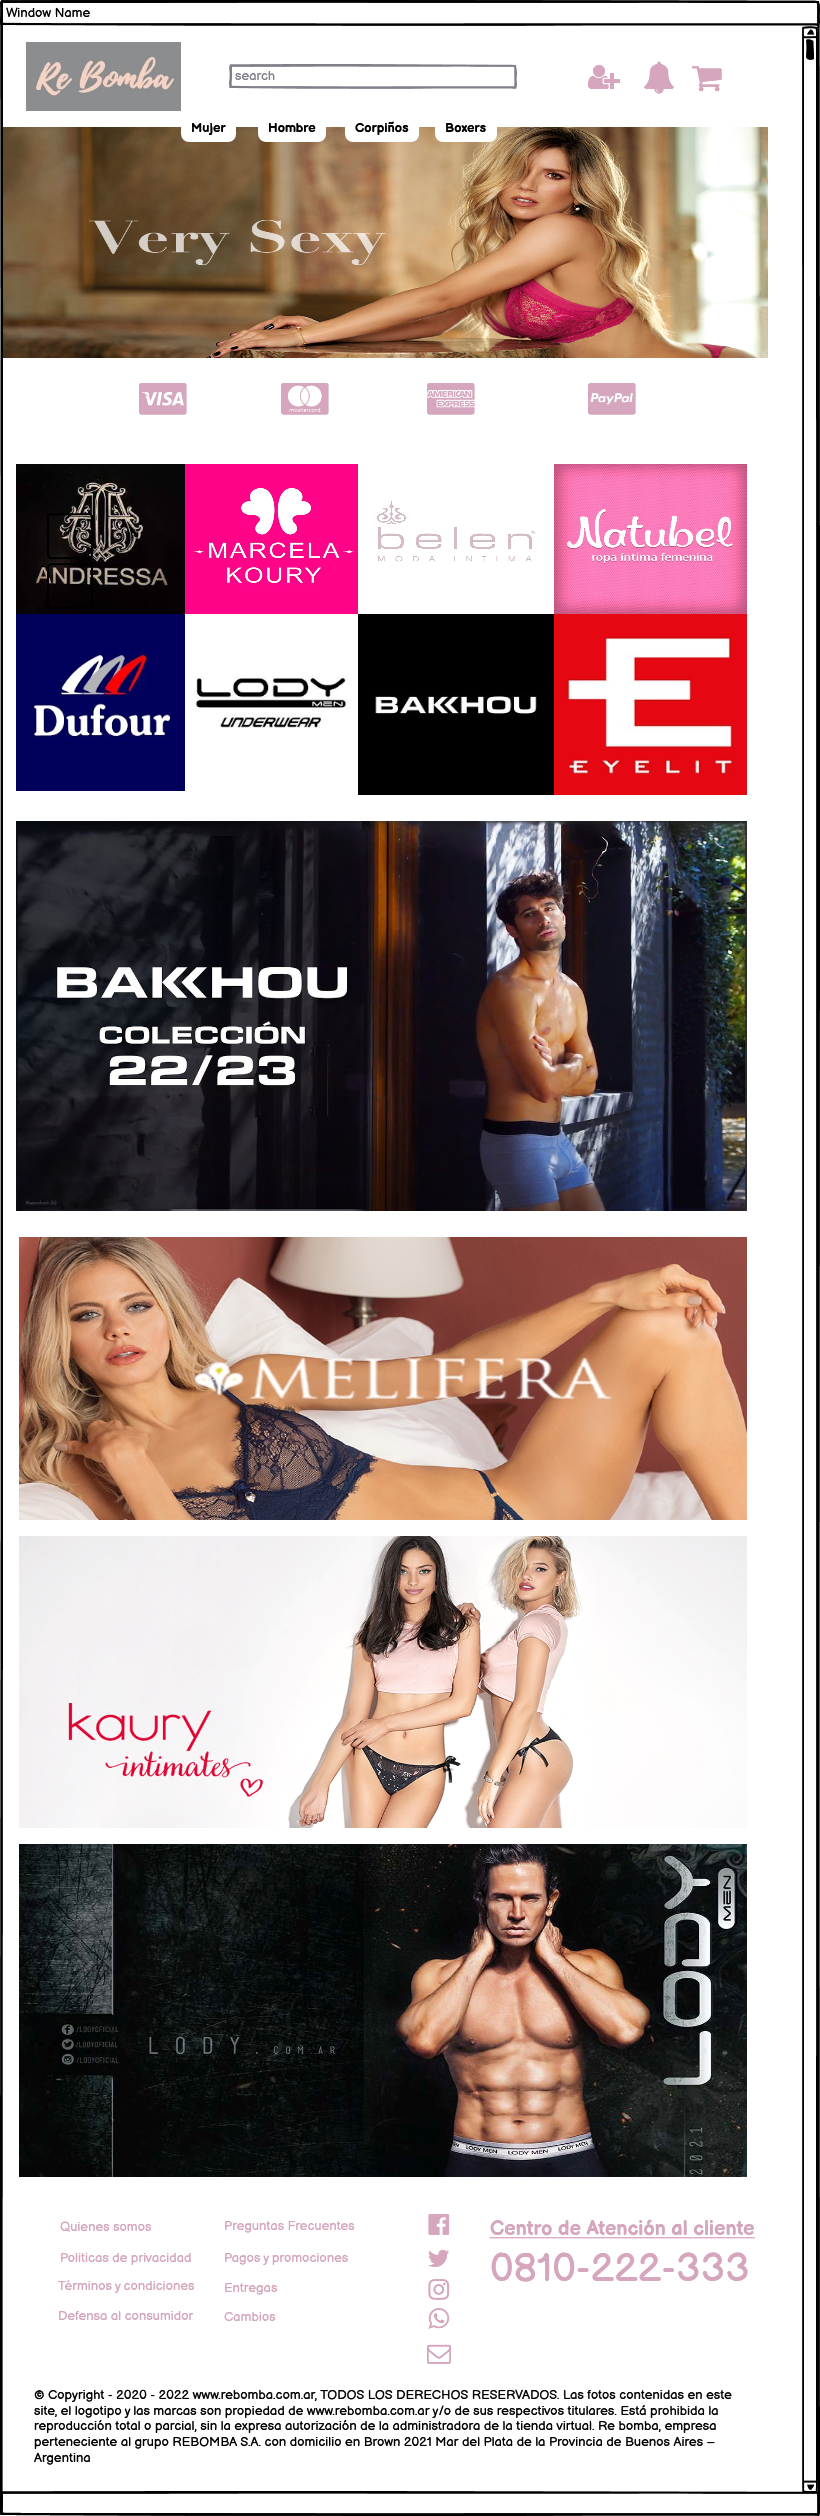 Window Name
Re Bomba
search
Mujer
Hombre
Corpiños
Boxers
Very Sexy
VISA
mastercard
AMERICAN
EXPRESS
PayPal
ANDRESSA
MARCELA
KOURY
belen
MODA INTIMA
Natubel
ropa íntima femenina
Dufour
LODY
MEN
UNDERWEAR
BAKHOU
EYELIT
BAKHOU
COLECCIÓN
22/23
MELIFERA
kaury
intimates
LODY
MEN
/LODYOFICIAL
/LODYOFICIAL
/LODYOFICIAL
LODY.COM.AR
LODY MEN LODY MEN
2021
Quienes somos
Preguntas Frecuentes
Centro de Atención al cliente
Politicas de privacidad
Pagos y promociones
0810-222-333
Términos y condiciones
Entregas
Defensa al consumidor
Cambios
© Copyright - 2020 - 2022 www.rebomba.com.ar, TODOS LOS DERECHOS RESERVADOS. Las fotos contenidas en este
site, el logotipo y las marcas son propiedad de www.rebomba.com.ar y/o de sus respectivos titulares. Está prohibida la
reproducción total o parcial, sin la expresa autorización de la administradora de la tienda virtual. Re bomba, empresa
perteneciente al grupo REBOMBA S.A. con domicilio en Brown 2021 Mar del Plata de la Provincia de Buenos Aires –
Argentina